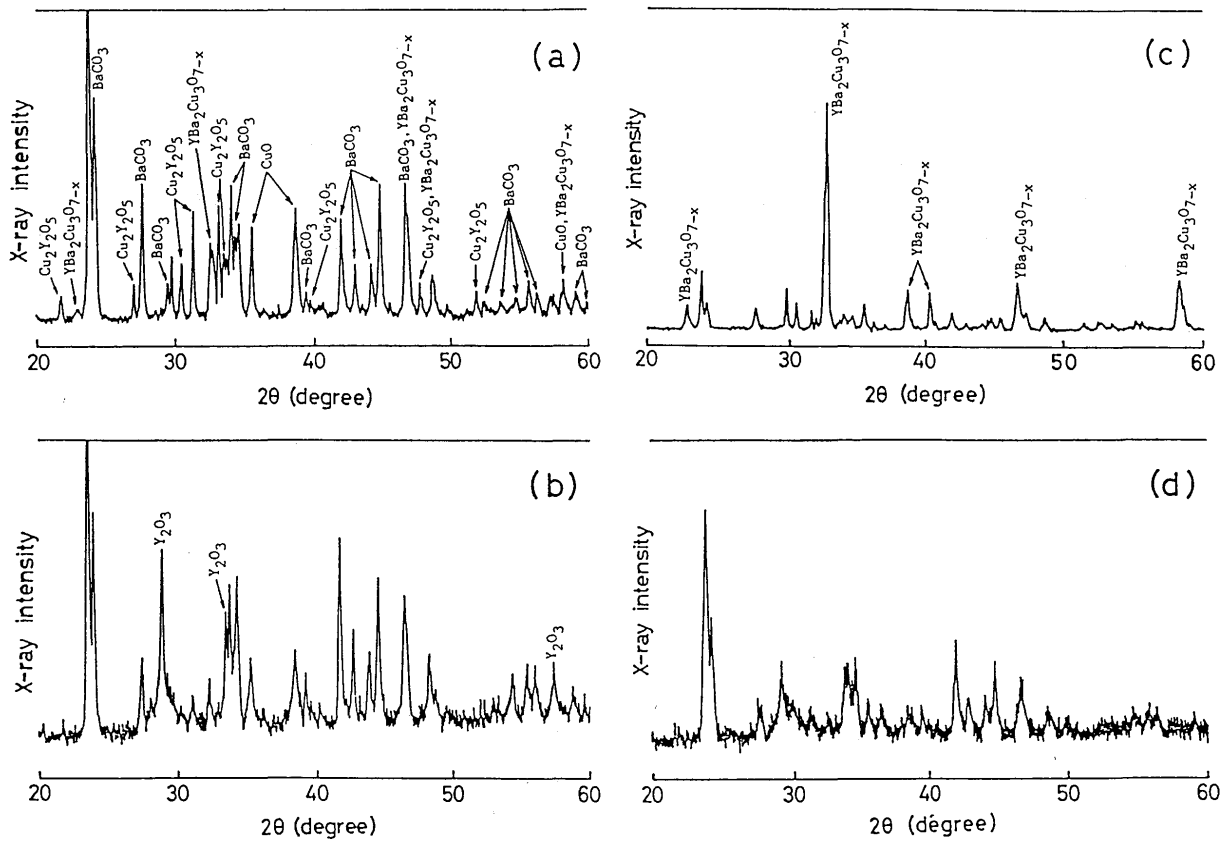 (a)
X-ray intensity
Cu2Y2O5
YBa2Cu3O7-x
BaCO3
Cu2Y2O5
BaCO3
BaCO3
Cu2Y2O5
YBa2Cu3O7-x
Cu2Y2O5
BaCO3
CuO
BaCO3
Cu2Y2O5
BaCO3
BaCO3,YBa2Cu3O7-x
Cu2Y2O5,YBa2Cu3O7-x
Cu2Y2O5
BaCO3
CuO,YBa2Cu3O7-x
BaCO3
20 30 40 50 60
2θ (degree)
(c)
X-ray intensity
YBa2Cu3O7-x
YBa2Cu3O7-x
YBa2Cu3O7-x
YBa2Cu3O7-x
YBa2Cu3O7-x
20 30 40 50 60
2θ (degree)
(b)
X-ray intensity
Y2O3
Y2O3
Y2O3
20 30 40 50 60
2θ (degree)
(d)
X-ray intensity
20 30 40 50 60
2θ (degree)